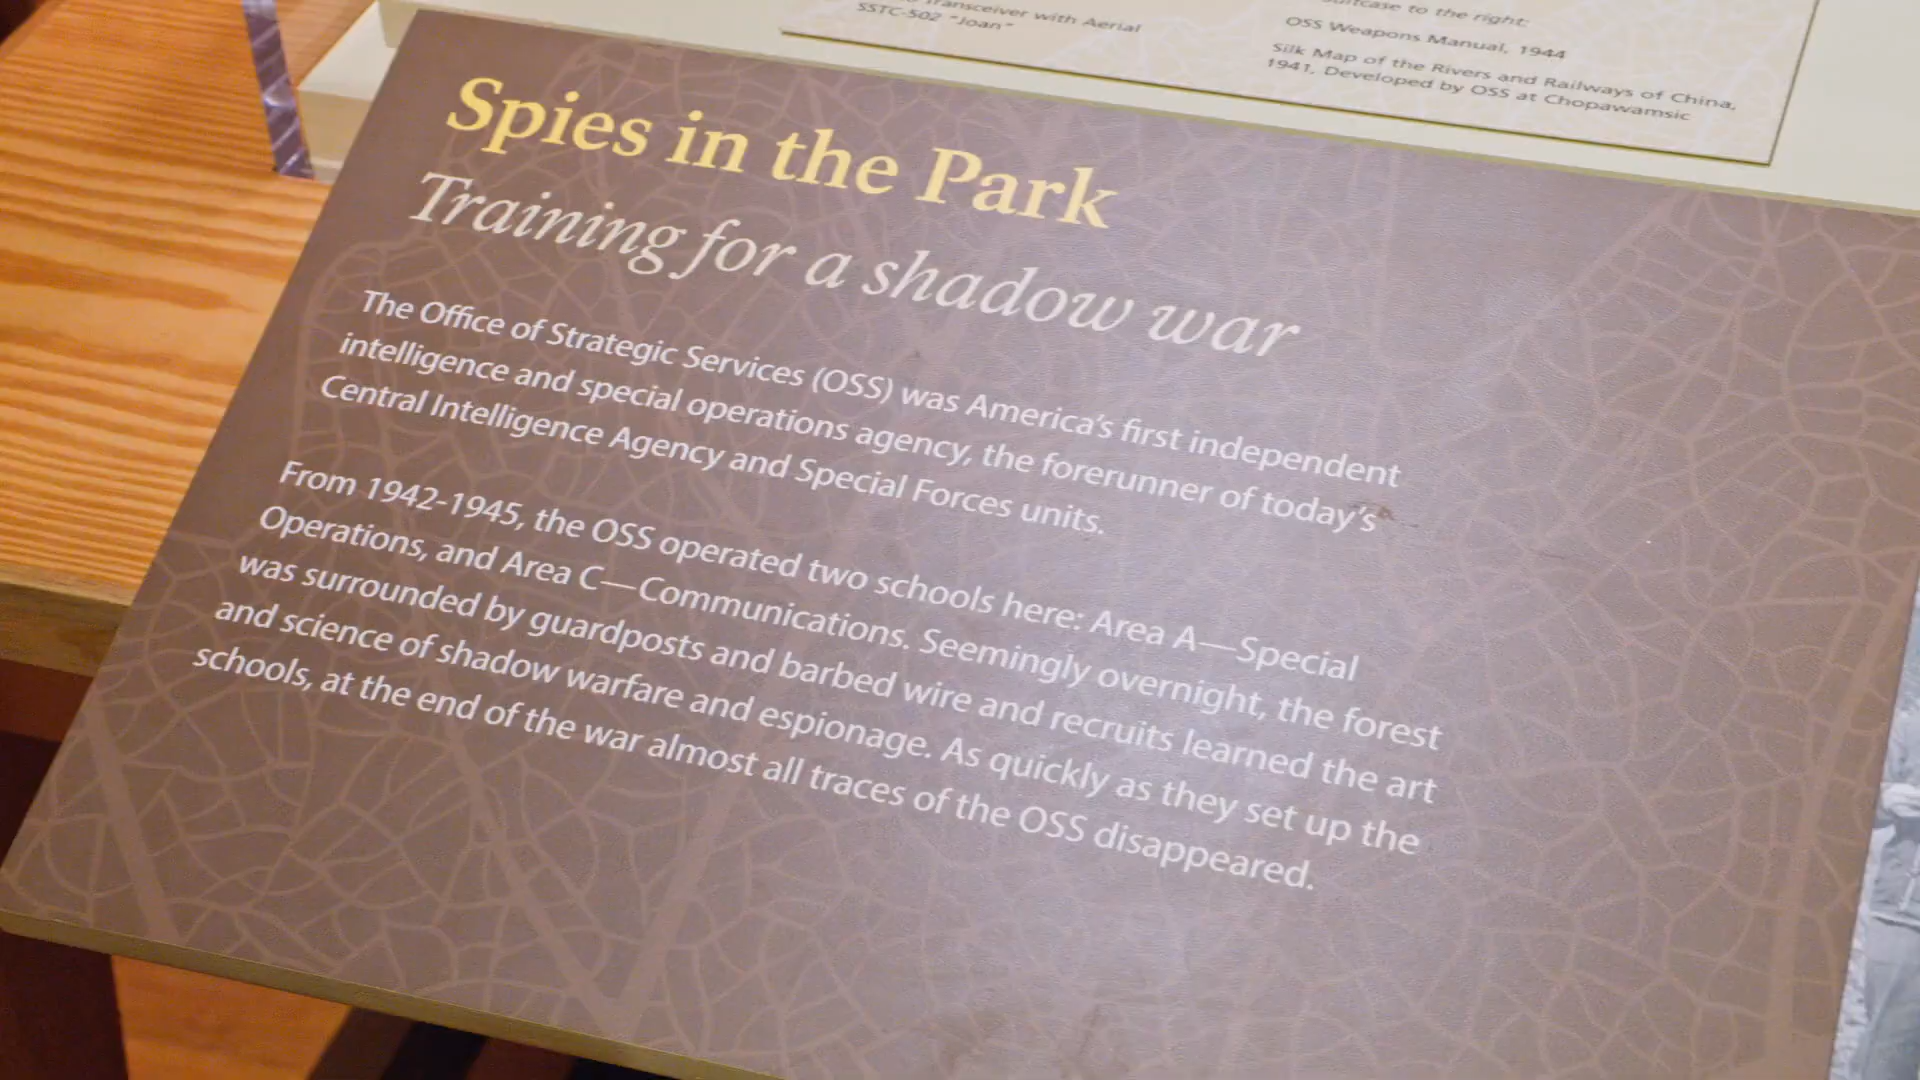 Transceiver with Aerial
SSTC-502 "Joan"
to the right:
OSS Weapons Manual, 1944
Silk Map of the Rivers and Railways of China,
1941, Developed by OSS at Chopawamsic
Spies in the Park
Training for a shadow war
The Office of Strategic Services (OSS) was America's first independent
intelligence and special operations agency, the forerunner of today's
Central Intelligence Agency and Special Forces units.
From 1942-1945, the OSS operated two schools here: Area A—Special
Operations, and Area C—Communications. Seemingly overnight, the forest
was surrounded by guardposts and barbed wire and recruits learned the art
and science of shadow warfare and espionage. As quickly as they set up the
schools, at the end of the war almost all traces of the OSS disappeared.